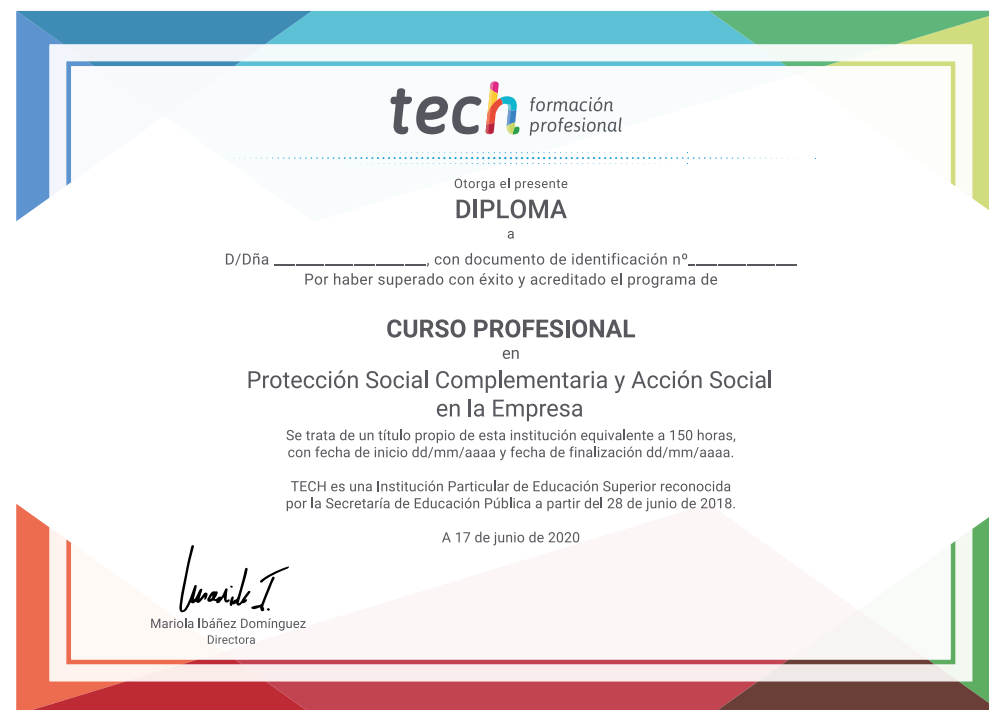 tech formación
profesional
Otorga el presente
DIPLOMA
a
D/Dña ______________, con documento de identificación nº__________
Por haber superado con éxito y acreditado el programa de
CURSO PROFESIONAL
en
Protección Social Complementaria y Acción Social
en la Empresa
Se trata de un título propio de esta institución equivalente a 150 horas,
con fecha de inicio dd/mm/aaaa y fecha de finalización dd/mm/aaaa.
TECH es una Institución Particular de Educación Superior reconocida
por la Secretaría de Educación Pública a partir del 28 de junio de 2018.
A 17 de junio de 2020
Mariola Ibáñez Domínguez
Directora